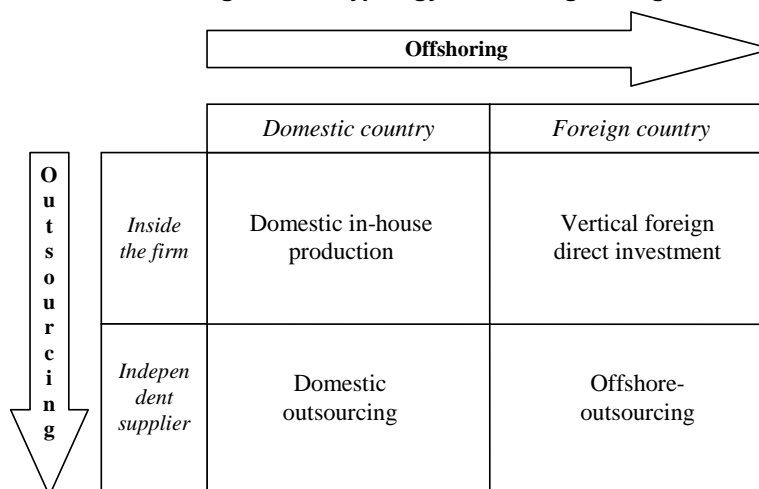 Offshoring
Domestic country
Foreign country
Outsourcing
Inside
the firm
Domestic in-house
production
Vertical foreign
direct investment
Indepen
dent
supplier
Domestic
outsourcing
Offshore-
outsourcing